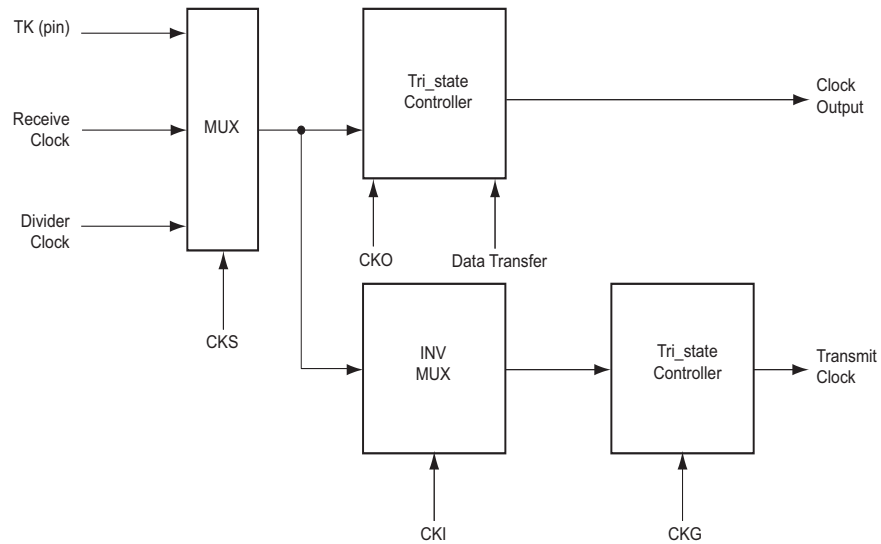 TK (pin)
Receive
Clock
Divider
Clock
MUX
CKS
Tri_state
Controller
CKO
Data Transfer
Clock
Output
INV
MUX
CKI
Tri_state
Controller
CKG
Transmit
Clock